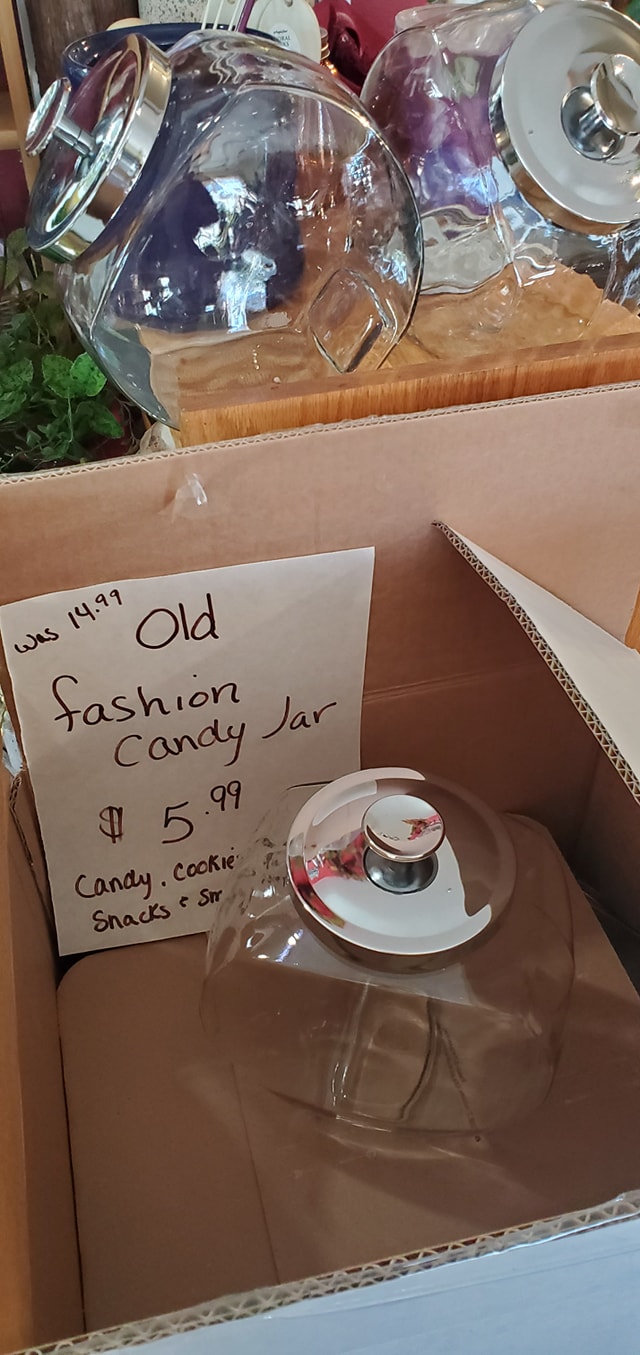 was 14.99
Old
fashion
Candy Jar
$ 5.99
Candy, Cookie
Snacks &